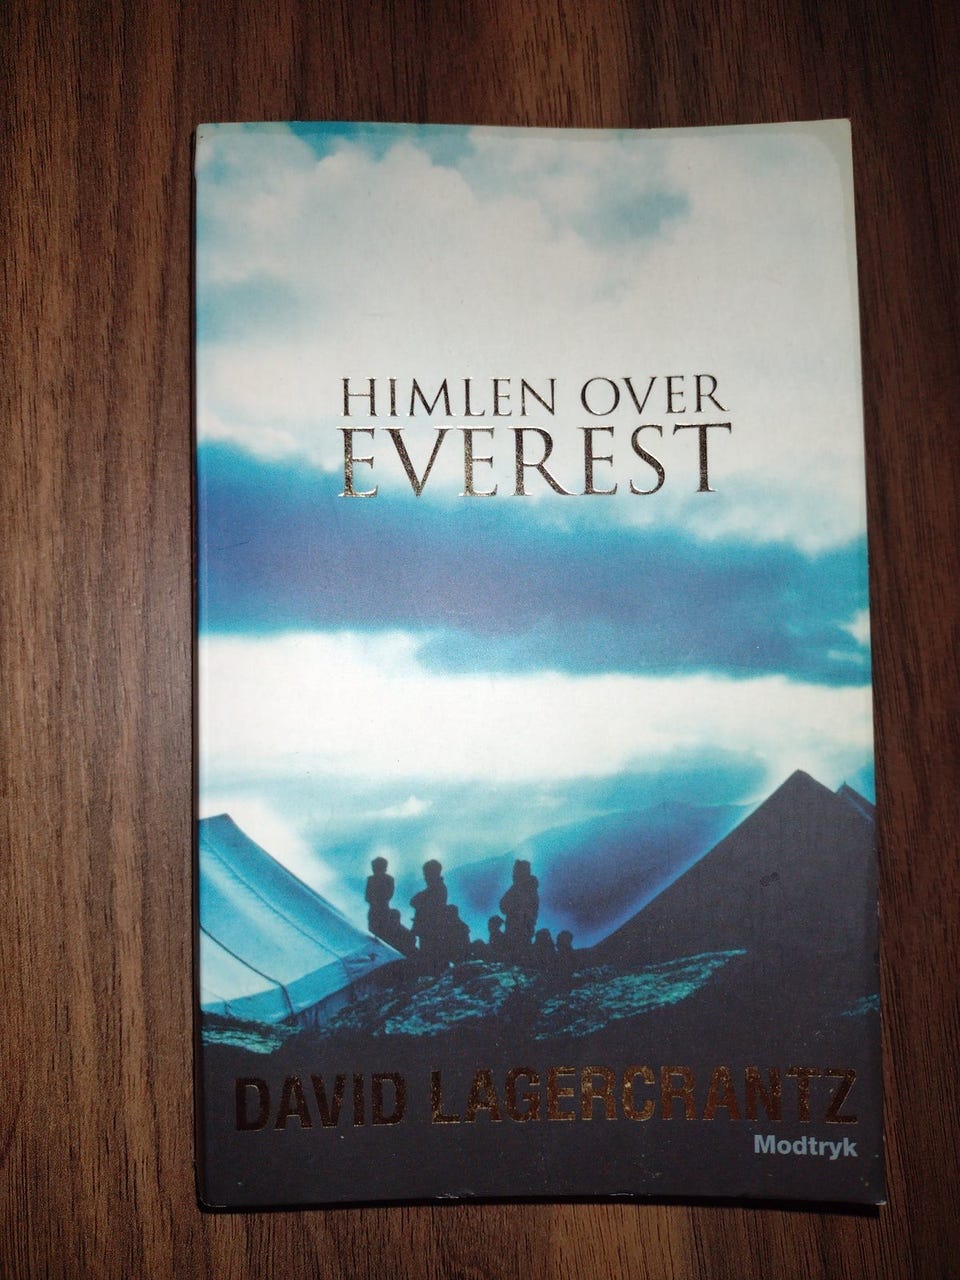 HIMLEN OVER
EVEREST
DAVID LAGERCRANTZ
Modtryk